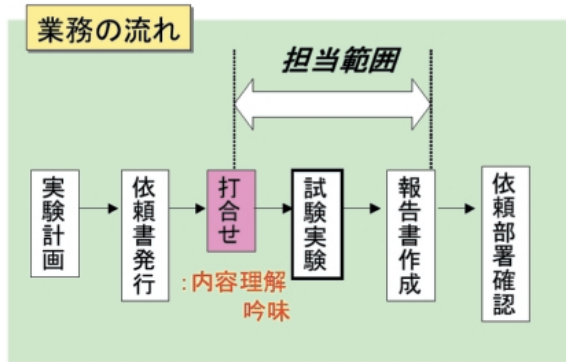 業務の流れ
担当範囲
実験計画
依頼書発行
打合せ
試験実験
報告書作成
依頼部署確認
:内容理解
吟味